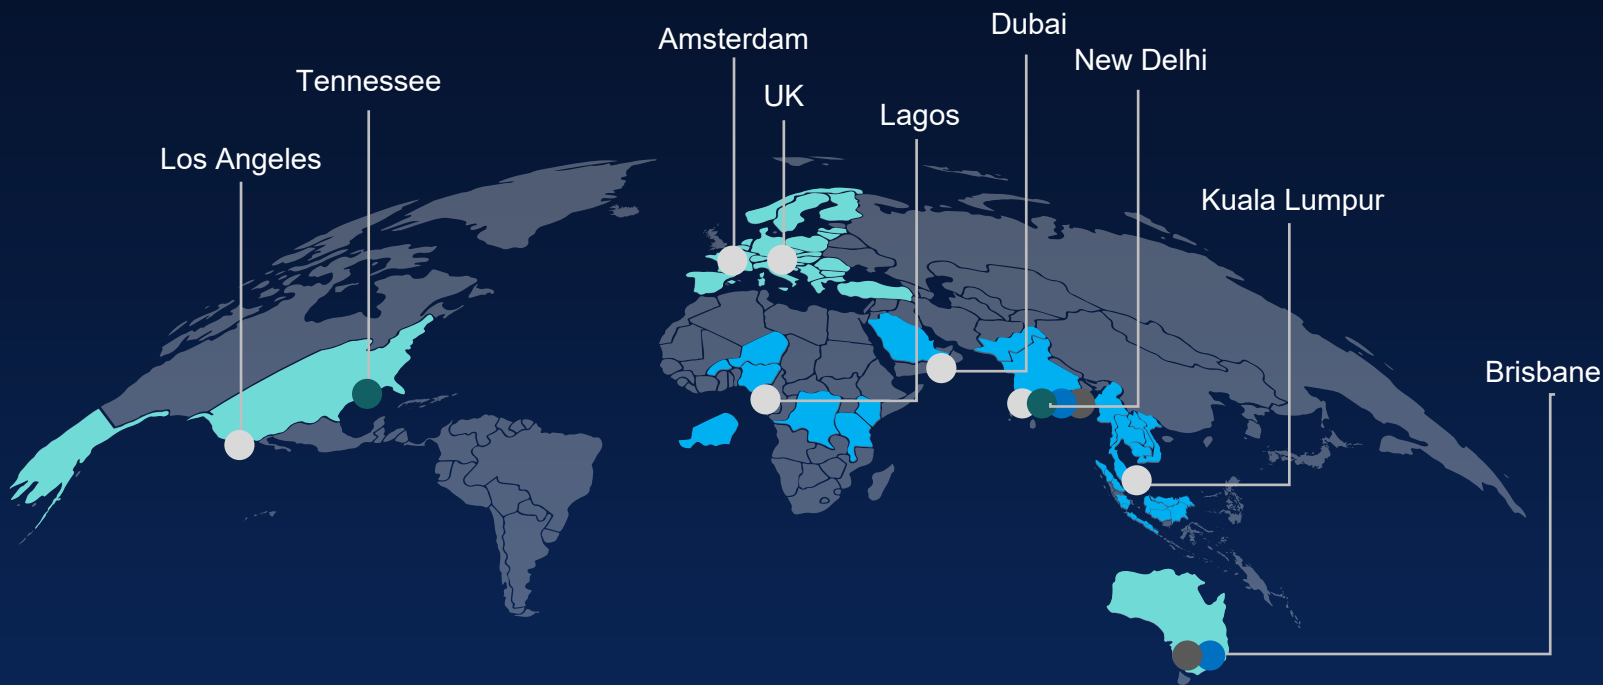 Dubai
Amsterdam
New Delhi
Tennessee
UK
Lagos
Los Angeles
Kuala Lumpur
Brisbane